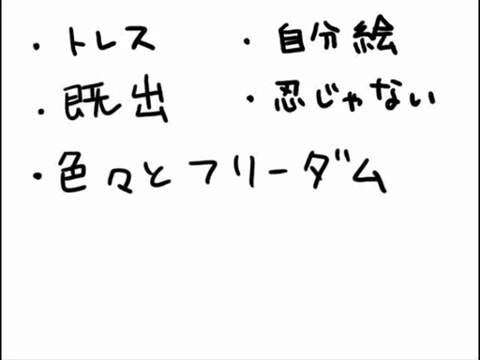 ・トレス ・自分絵
・既出 ・忍じゃない
・色々とフリーダム